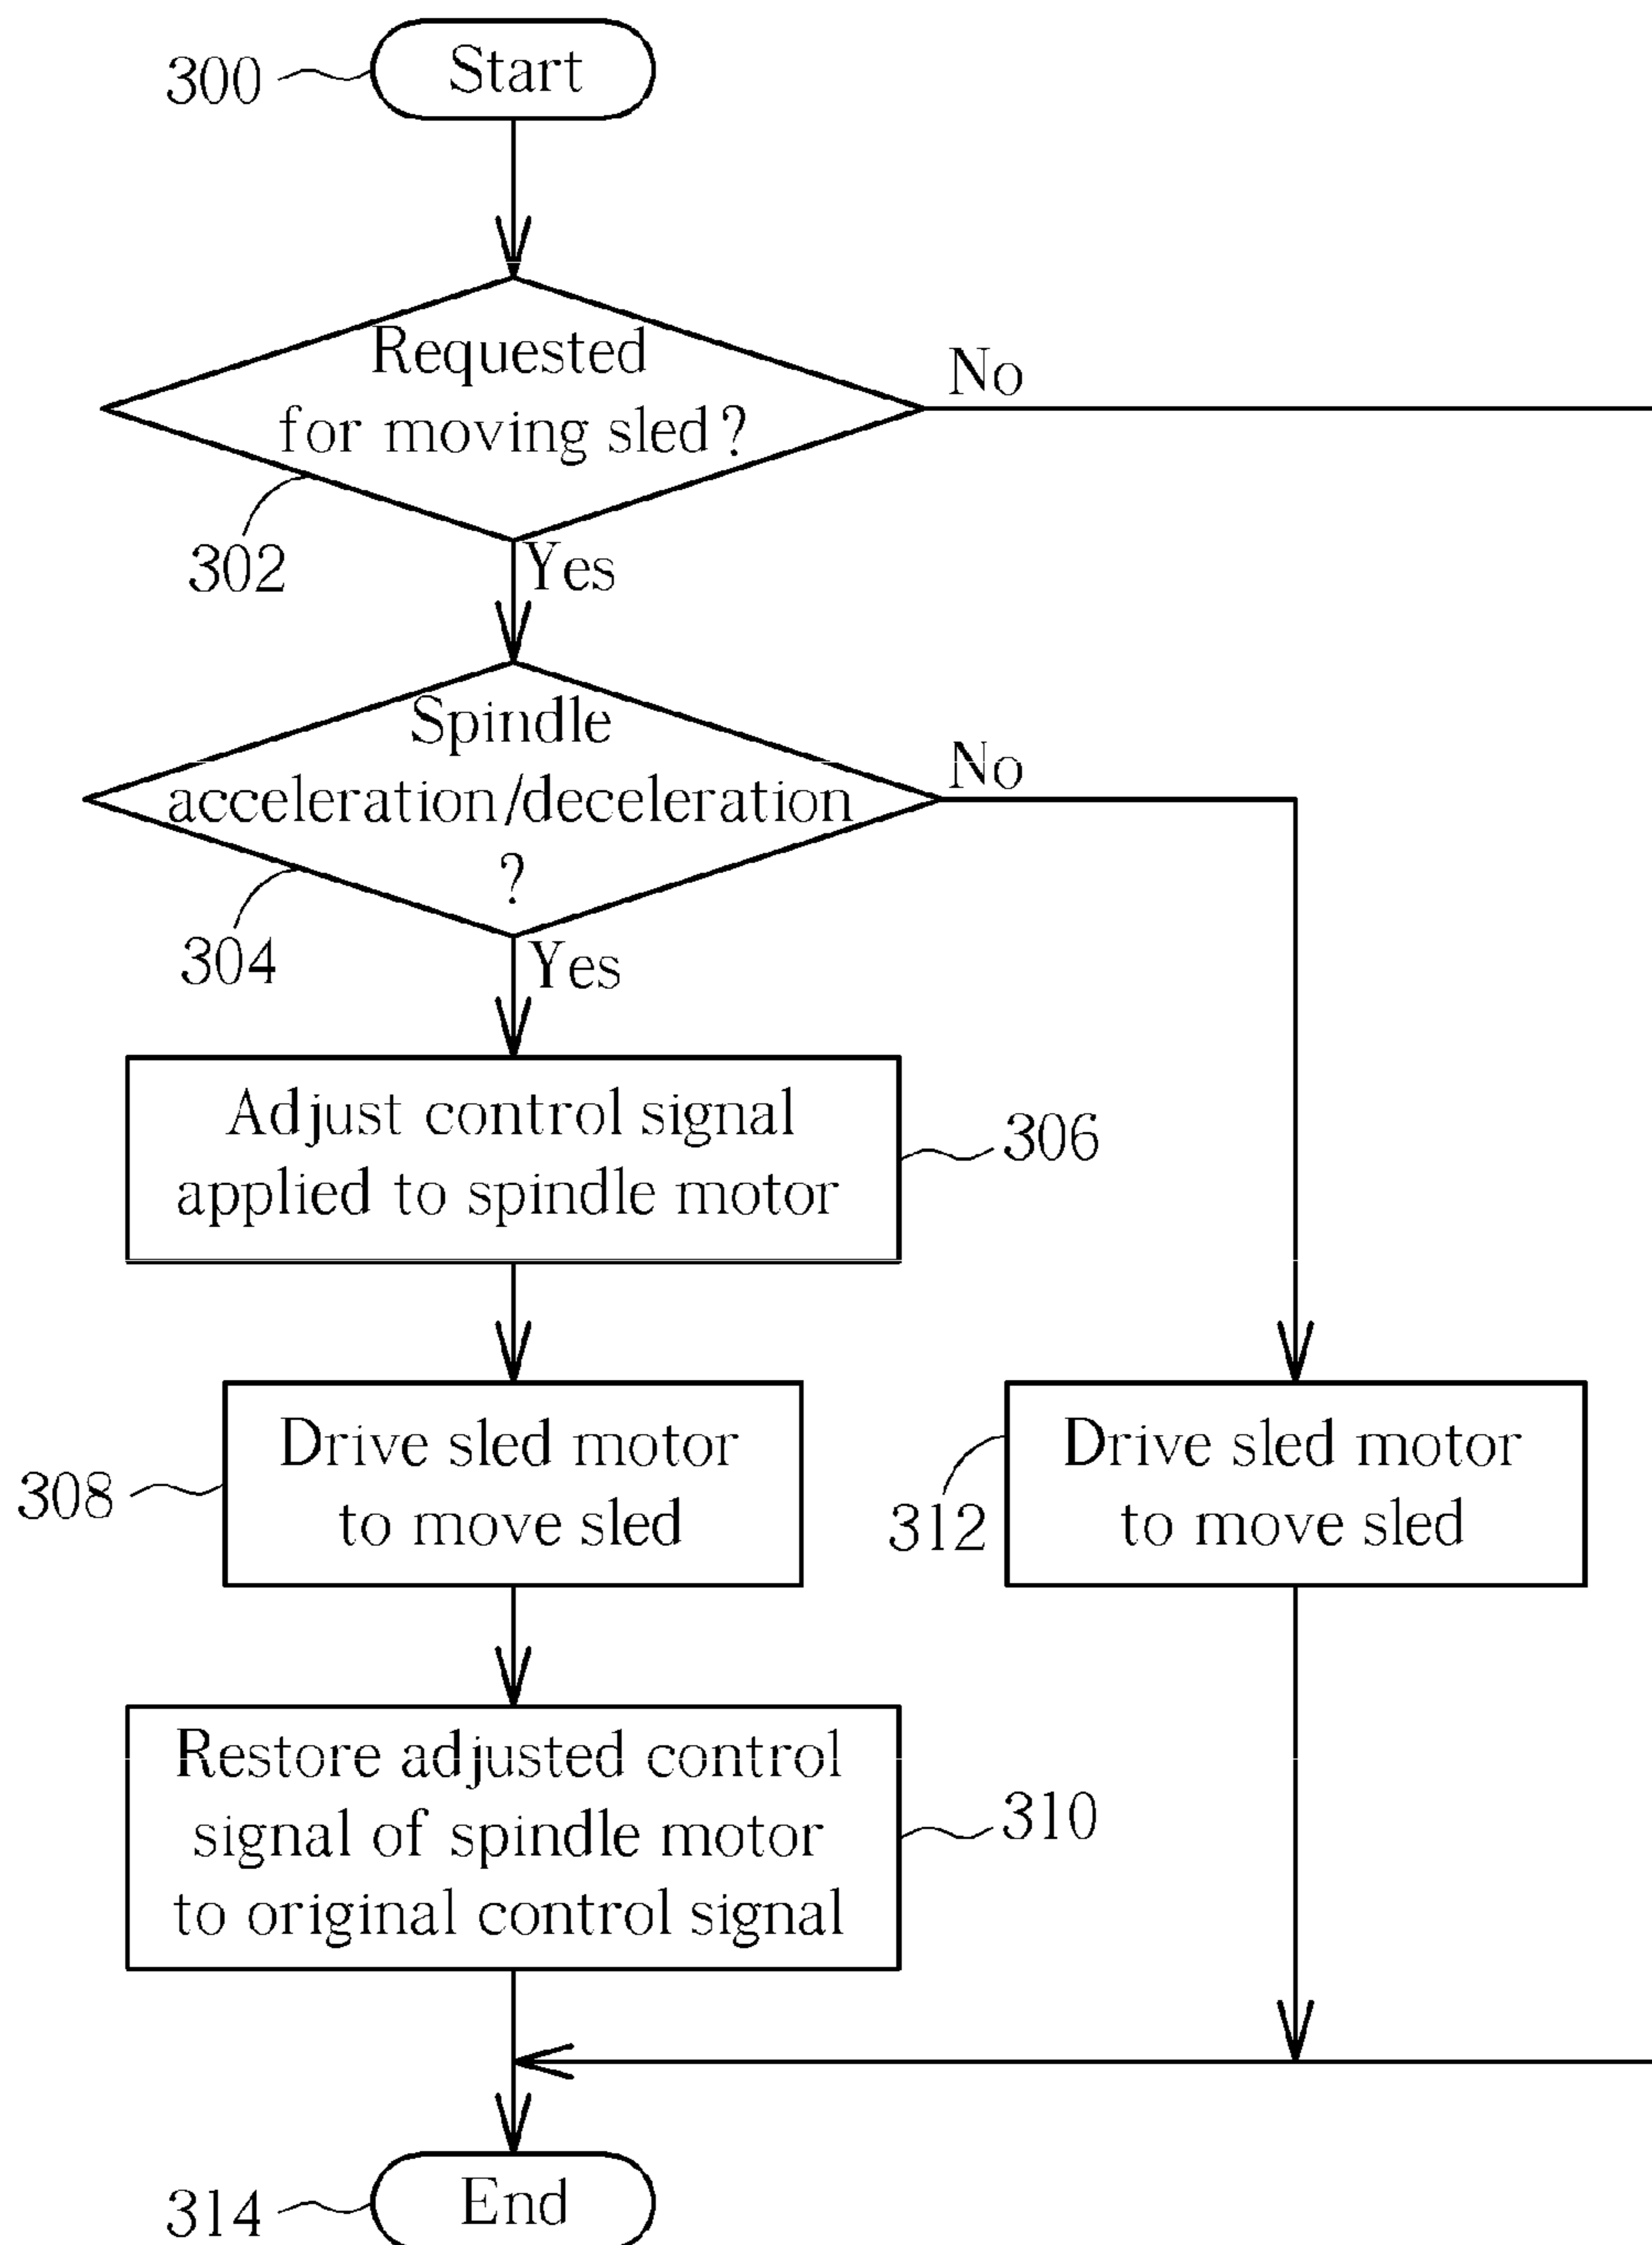 300
Start
Requested
for moving sled?
No
302
Yes
Spindle
acceleration/deceleration
?
No
304
Yes
Adjust control signal
applied to spindle motor
306
Drive sled motor
to move sled
308
Drive sled motor
to move sled
312
Restore adjusted control
signal of spindle motor
to original control signal
310
314
End